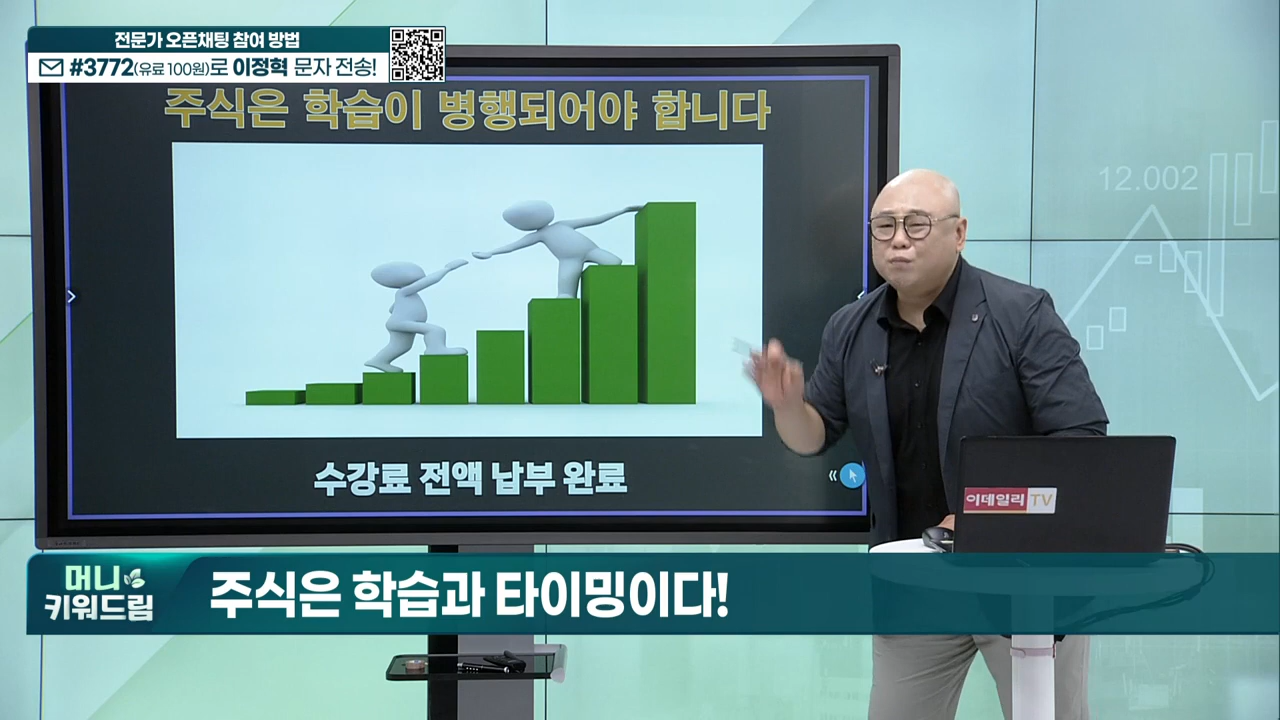 전문가 오픈채팅 참여 방법
#3772(유료 100원)로 이정혁 문자 전송!
주식은 학습이 병행되어야 합니다
12.002
수강료 전액 납부 완료
이데일리 TV
머니
키워드림
주식은 학습과 타이밍이다!